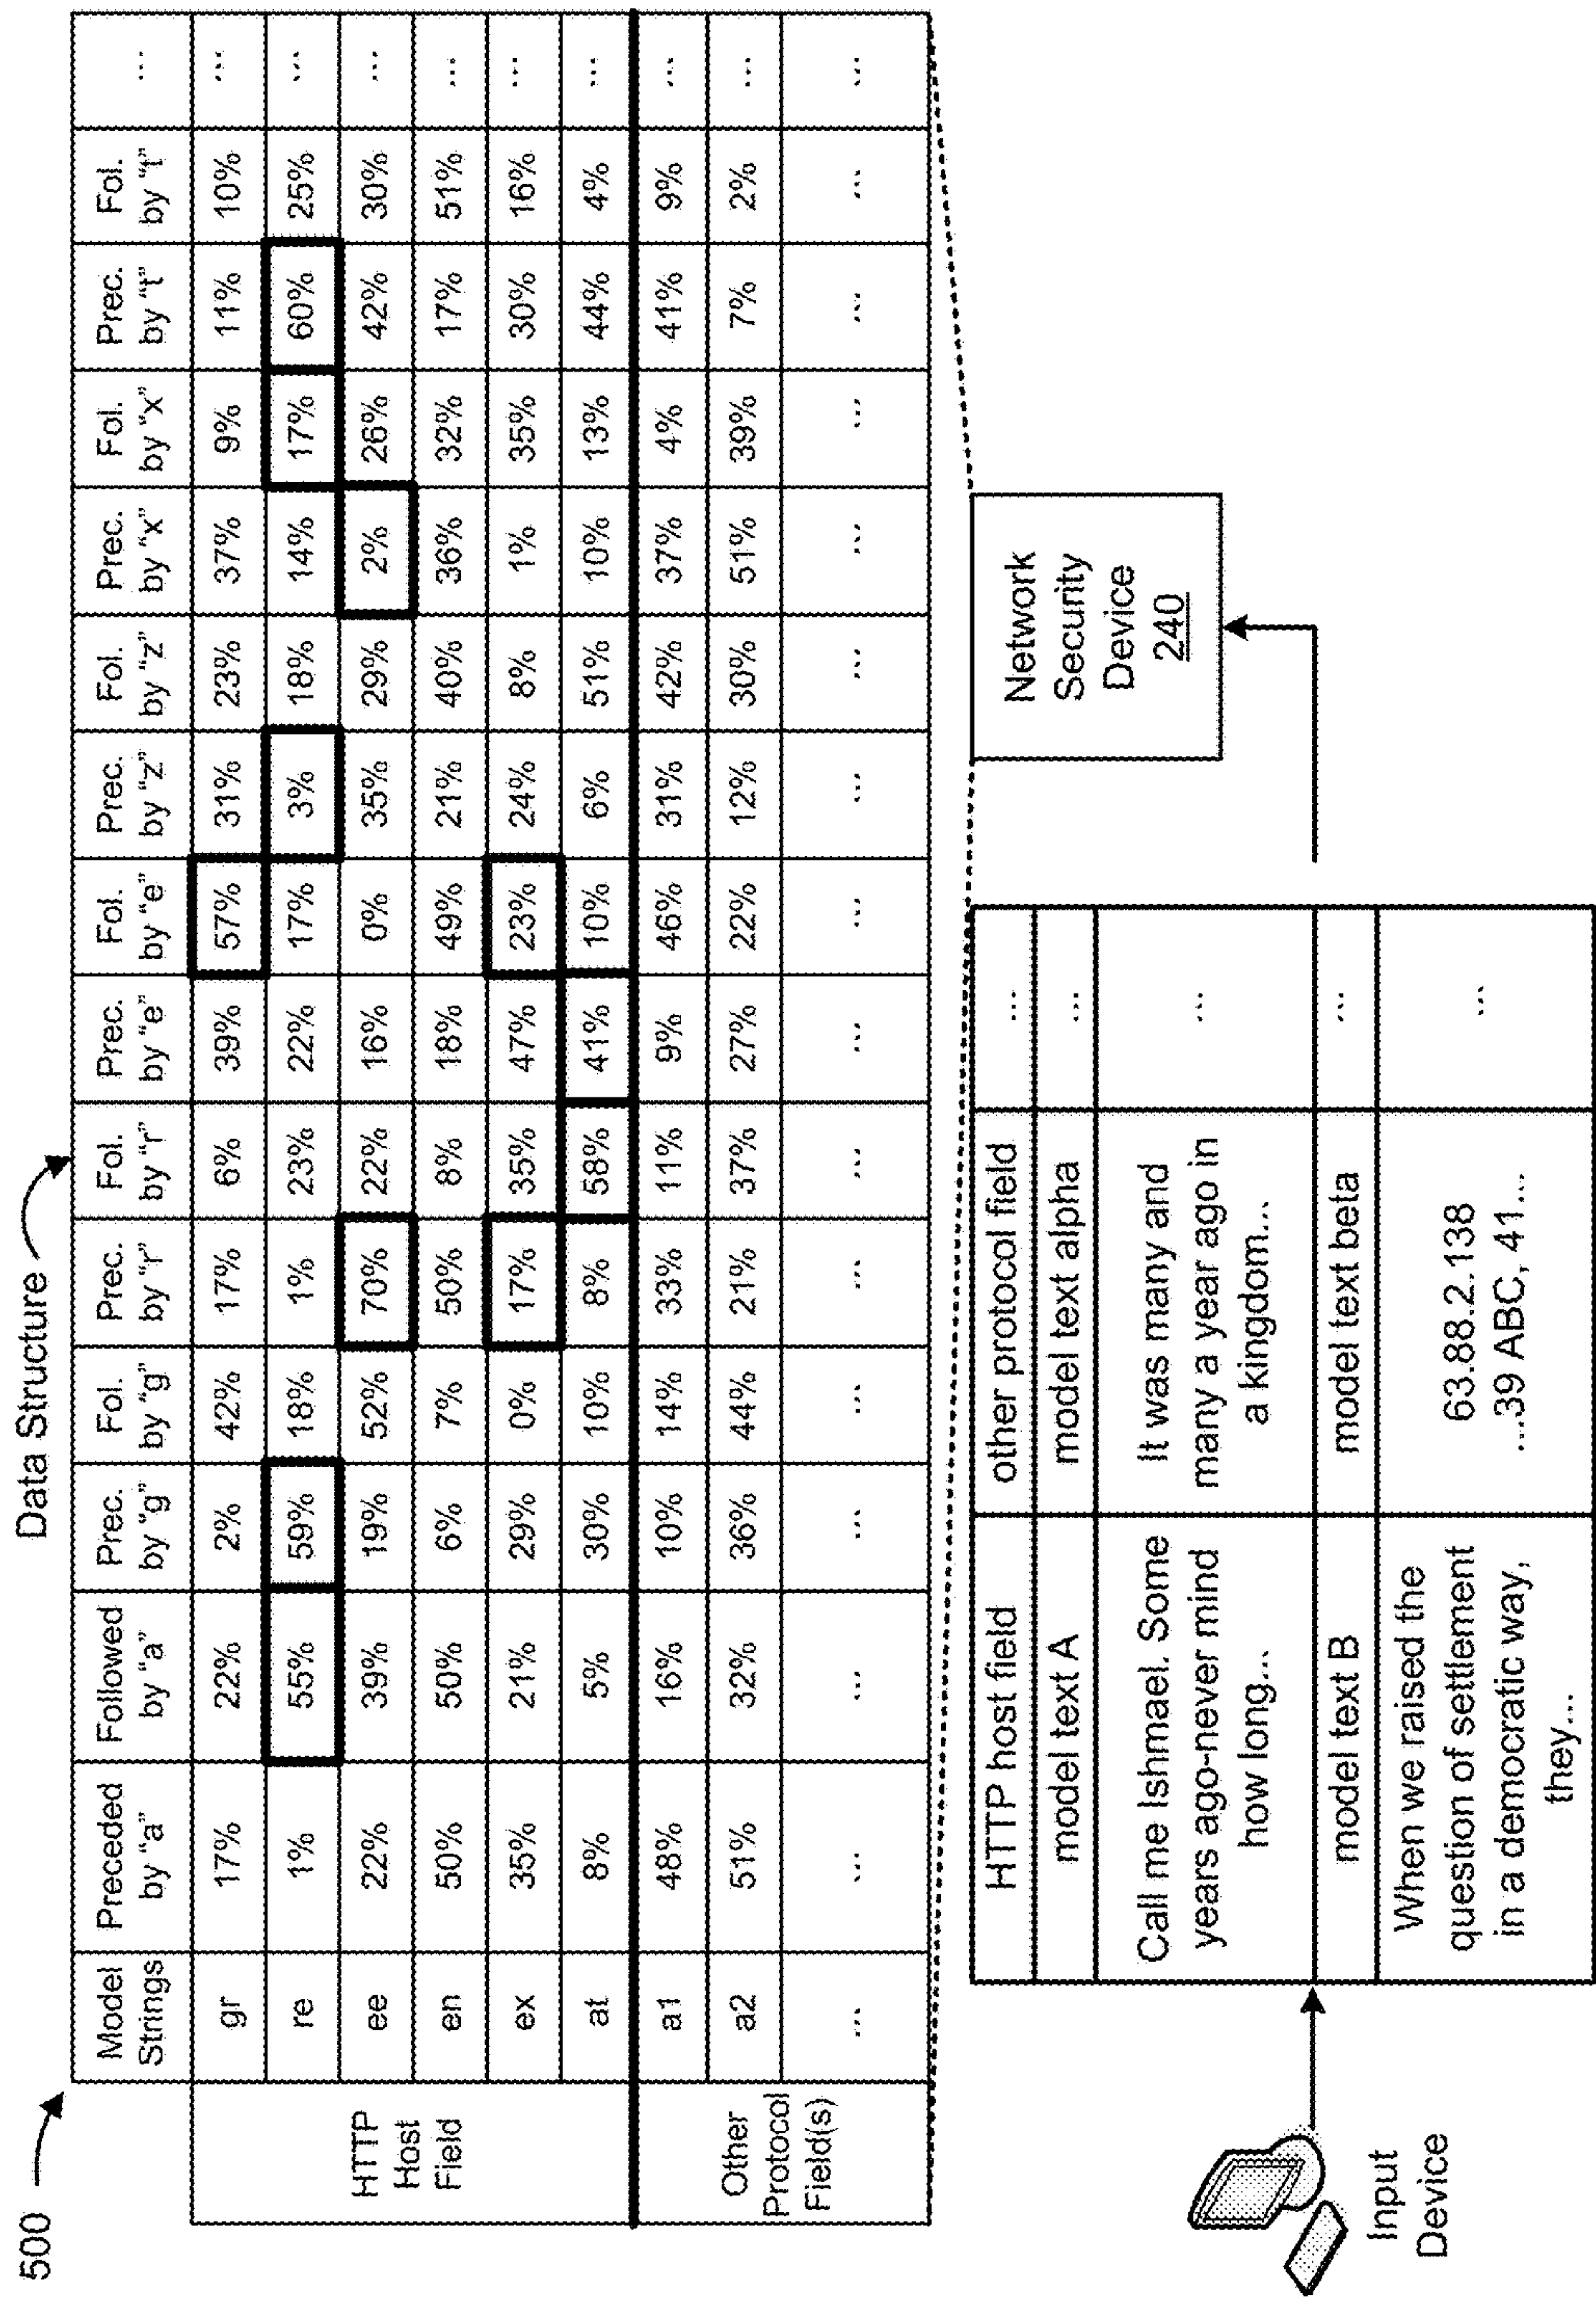 500
Data Structure
Model Strings	Preceded by "a"	Followed by "a"	Prec. by "g"	Fol. by "g"	Prec. by "r"	Fol. by "r"	Prec. by "e"	Fol. by "e"	Prec. by "z"	Fol. by "z"	Prec. by "x"	Fol. by "x"	Prec. by "t"	Fol. by "t"	...
HTTP Host Field
gr	17%	22%	2%	42%	17%	6%	39%	57%	31%	23%	37%	9%	11%	10%	...
re	1%	55%	59%	18%	1%	23%	22%	17%	3%	18%	14%	17%	60%	25%	...
ee	22%	39%	19%	52%	70%	22%	16%	0%	35%	29%	2%	26%	42%	30%	...
en	50%	50%	6%	7%	50%	8%	18%	49%	21%	40%	36%	32%	17%	51%	...
ex	35%	21%	29%	0%	17%	35%	47%	23%	24%	8%	1%	35%	30%	16%	...
at	8%	5%	30%	10%	8%	58%	41%	10%	6%	51%	10%	13%	44%	4%	...
Other Protocol Field(s)
a1	48%	16%	10%	14%	33%	11%	9%	46%	31%	42%	37%	4%	41%	9%	...
a2	51%	32%	36%	44%	21%	37%	27%	22%	12%	30%	51%	39%	7%	2%	...
...	...	...	...	...	...	...	...	...	...	...	...	...	...	...	...
Input
Device
HTTP host field	other protocol field	...
model text A	model text alpha	...
Call me Ishmael. Some
years ago-never mind
how long...
It was many and
many a year ago in
a kingdom...
...
model text B	model text beta	...
When we raised the
question of settlement
in a democratic way,
they...
63.88.2.138
...39 ABC, 41...
...
Network
Security
Device
240